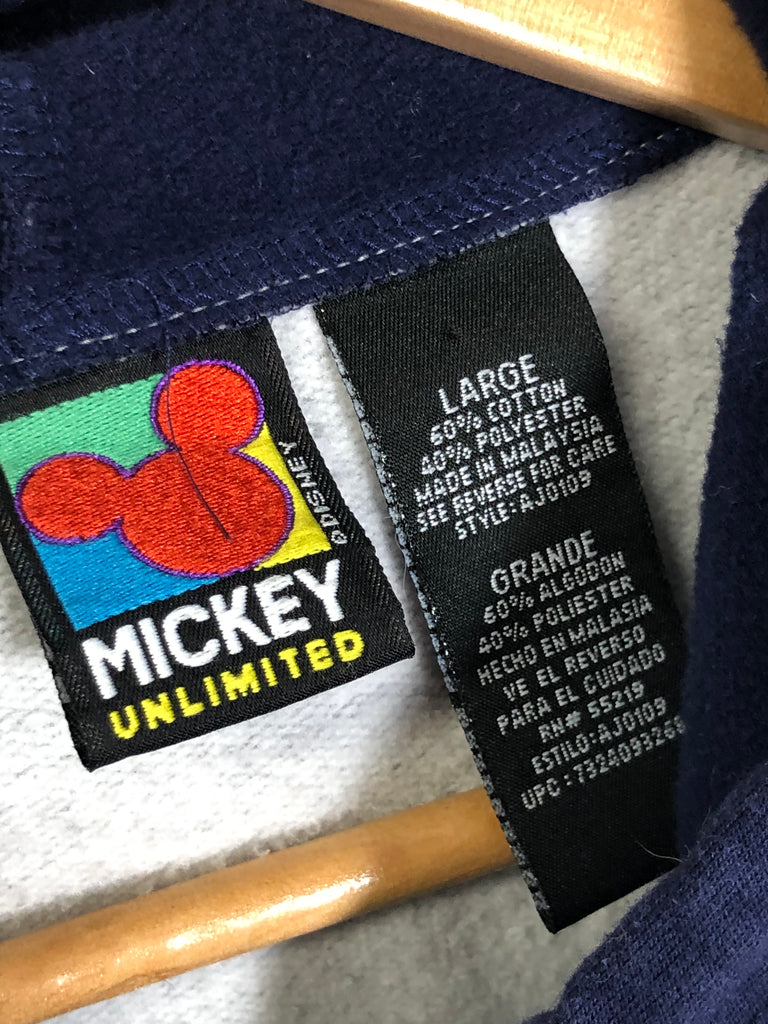 ©DISNEY
MICKEY
UNLIMITED
LARGE
60% COTTON
40% POLYESTER
MADE IN MALAYSIA
SEE REVERSE FOR CARE
STYLE: AJ0109
GRANDE
60% ALGODON
40% POLIESTER
HECHO EN MALASIA
VE EL REVERSO
PARA EL CUIDADO
RN# 55219
ESTILO: AJ0109
UPC :